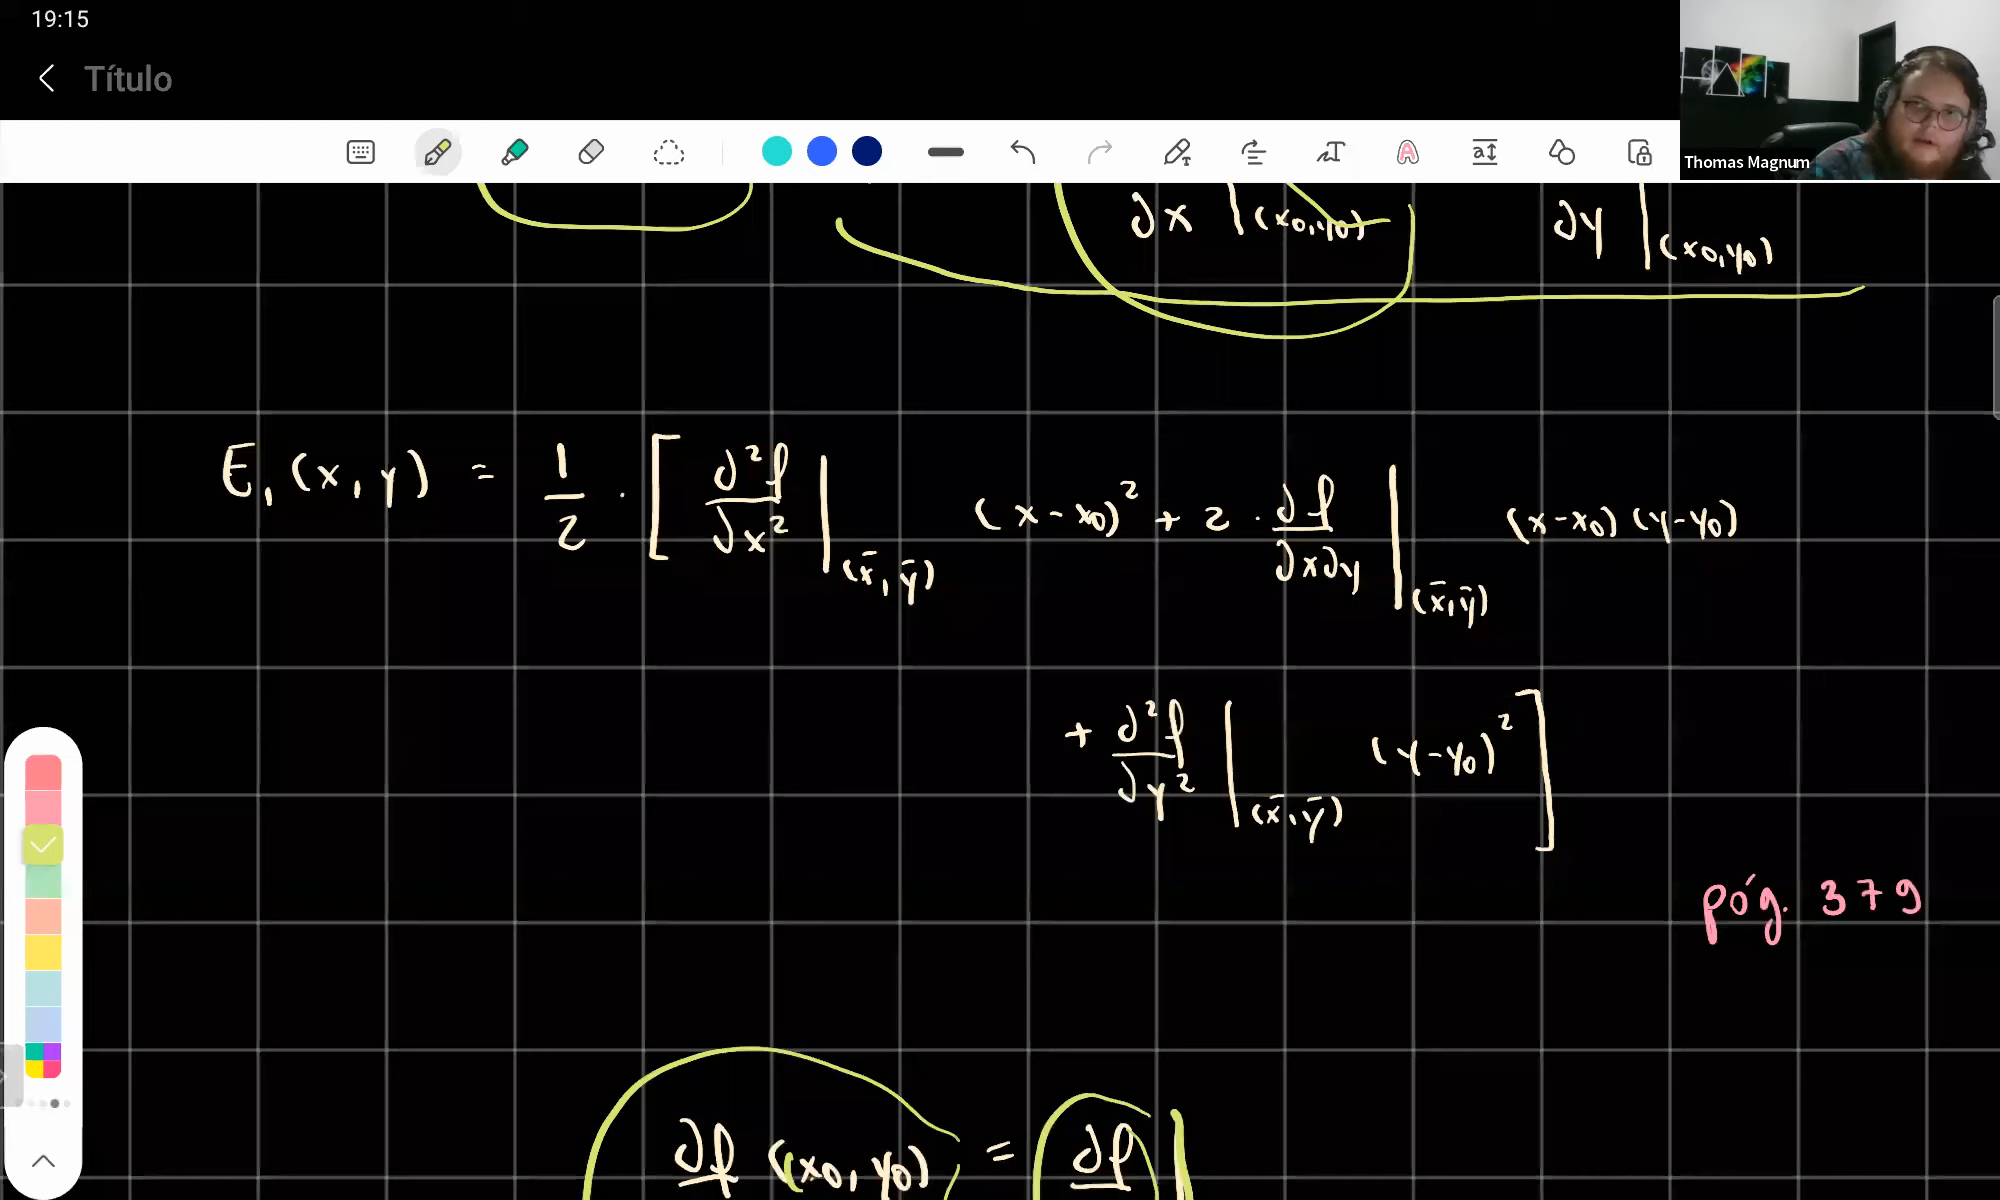 19:15
Título
Thomas Magnum
∂x |(x0,y0) ∂y |(x0,y0)
E₁(x,y) = 1/2 · [ ∂²f/∂x² |(x̄,ȳ) (x-x0)² + 2 · ∂f/∂x∂y |(x̄,ȳ) (x-x0)(y-y0)
+ ∂²f/∂y² |(x̄,ȳ) (y-y0)² ]
pág. 379
∂f (x0,y0) = ∂f |